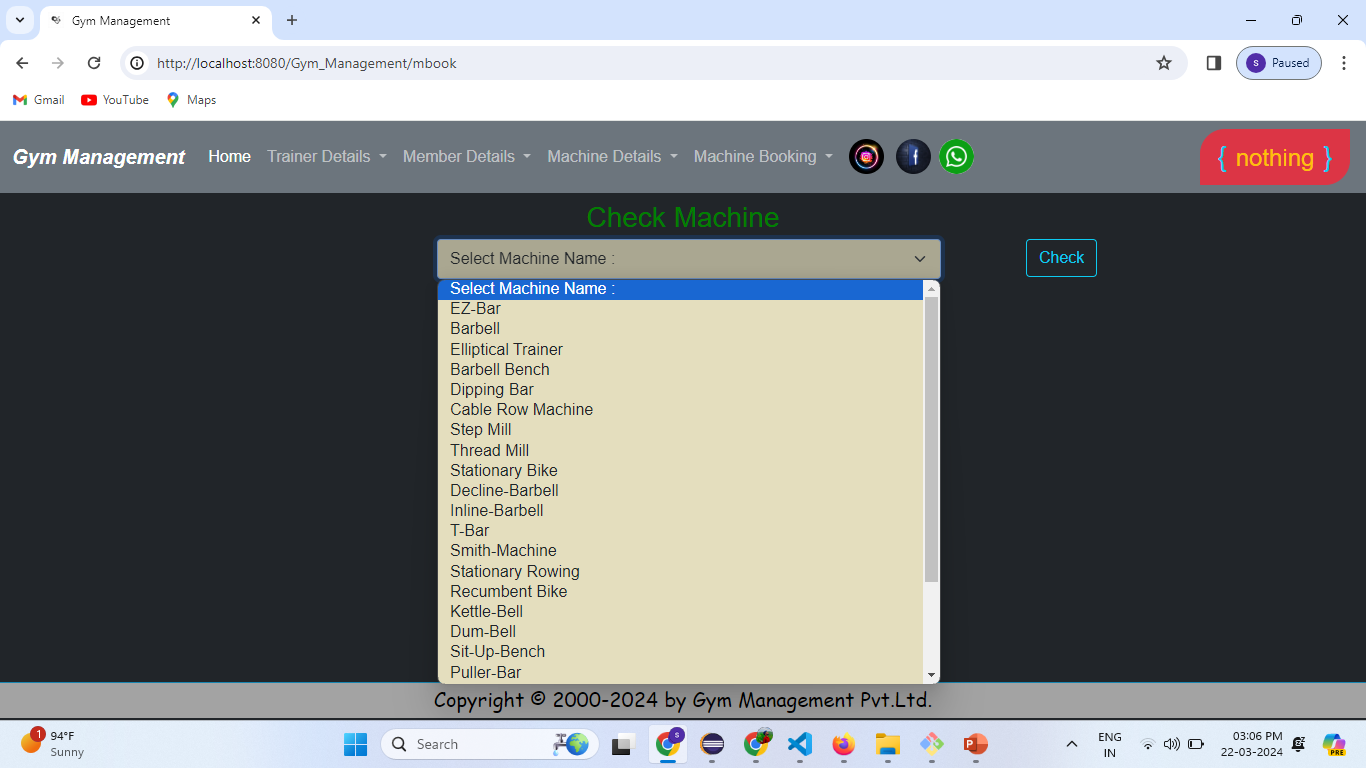 Gym Management
http://localhost:8080/Gym_Management/mbook
S Paused
Gmail YouTube Maps
Gym Management Home Trainer Details Member Details Machine Details Machine Booking { nothing }
Check Machine
Select Machine Name : Check
Select Machine Name :
EZ-Bar
Barbell
Elliptical Trainer
Barbell Bench
Dipping Bar
Cable Row Machine
Step Mill
Thread Mill
Stationary Bike
Decline-Barbell
Inline-Barbell
T-Bar
Smith-Machine
Stationary Rowing
Recumbent Bike
Kettle-Bell
Dum-Bell
Sit-Up-Bench
Puller-Bar
Copyright © 2000-2024 by Gym Management Pvt.Ltd.
1 94°F
Sunny
Search
S
P
ENG
IN
03:06 PM
22-03-2024
PRE